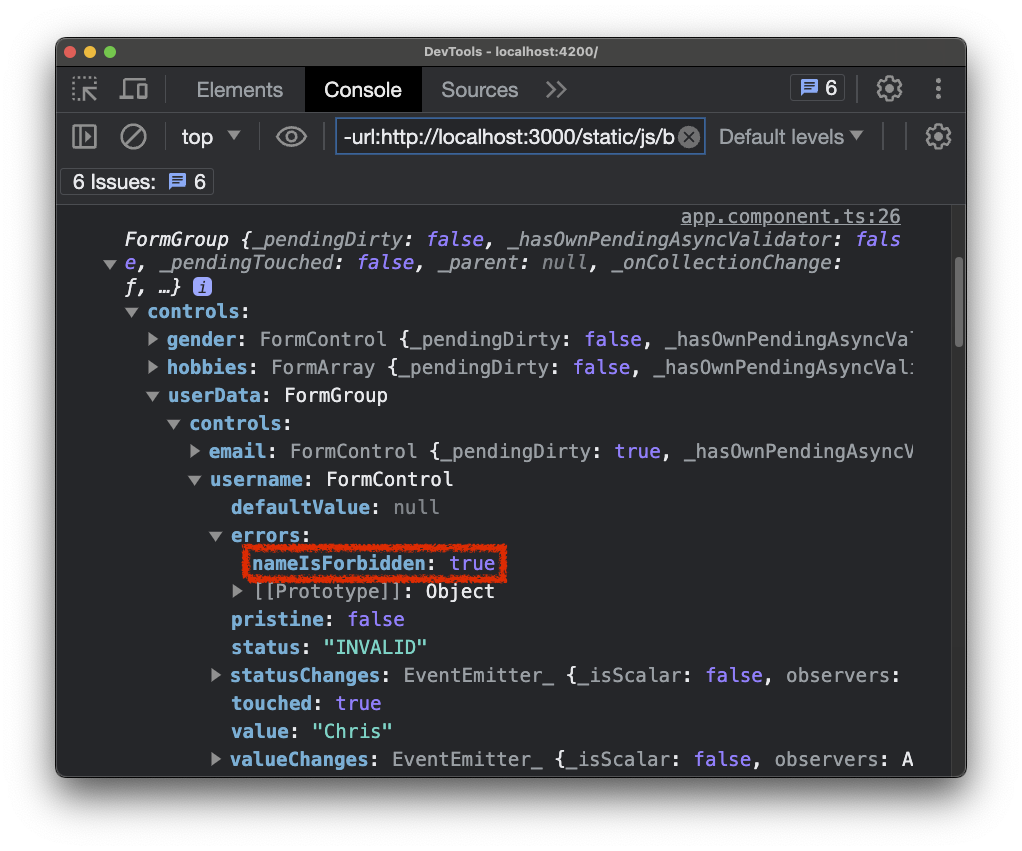 DevTools - localhost:4200/
Elements Console Sources 6
top -url:http://localhost:3000/static/js/b Default levels
6 Issues: 6
app.component.ts:26
FormGroup {_pendingDirty: false, _hasOwnPendingAsyncValidator: fals
e, _pendingTouched: false, _parent: null, _onCollectionChange:
ƒ, …} i
controls:
gender: FormControl {_pendingDirty: false, _hasOwnPendingAsyncVal
hobbies: FormArray {_pendingDirty: false, _hasOwnPendingAsyncVali
userData: FormGroup
controls:
email: FormControl {_pendingDirty: true, _hasOwnPendingAsyncV
username: FormControl
defaultValue: null
errors:
nameIsForbidden: true
[[Prototype]]: Object
pristine: false
status: "INVALID"
statusChanges: EventEmitter_ {_isScalar: false, observers:
touched: true
value: "Chris"
valueChanges: EventEmitter_ {_isScalar: false, observers: A